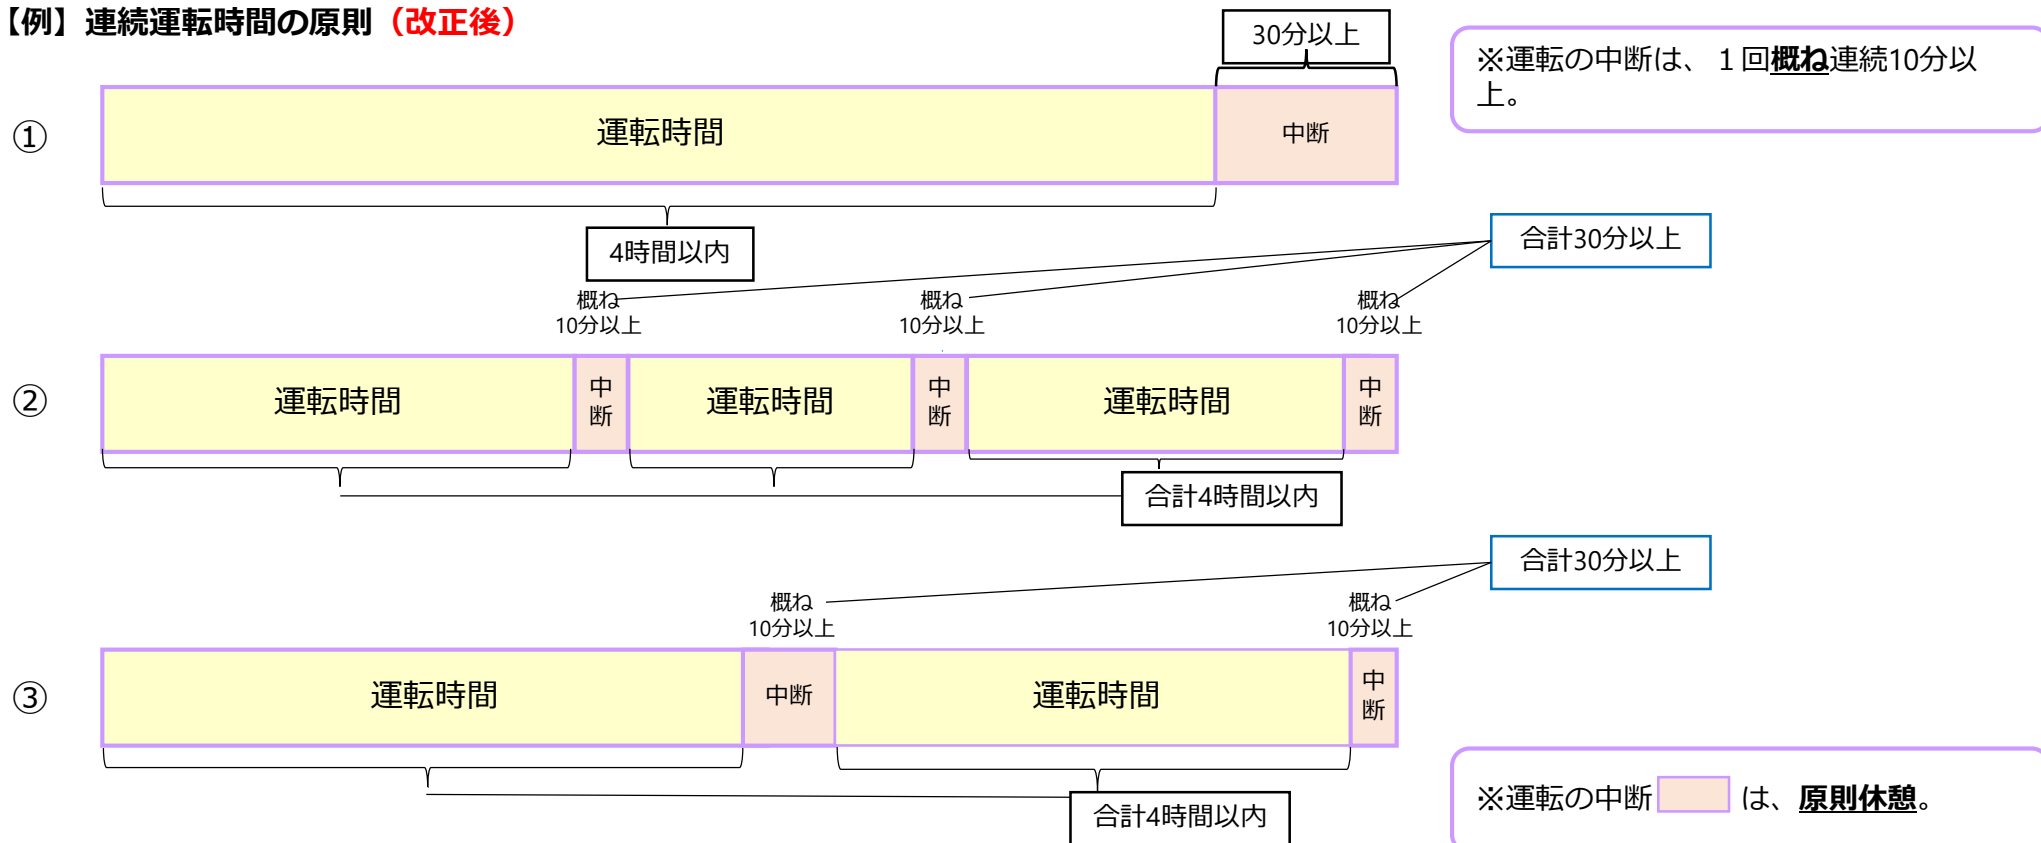 【例】連続運転時間の原則（改正後）
30分以上
※運転の中断は、１回概ね連続10分以
上。
①
運転時間
中断
4時間以内
合計30分以上
概ね
10分以上
概ね
10分以上
概ね
10分以上
②
運転時間
中
断
運転時間
中
断
運転時間
中
断
合計4時間以内
合計30分以上
概ね
10分以上
概ね
10分以上
③
運転時間
中断
運転時間
中
断
合計4時間以内
※運転の中断 は、原則休憩。